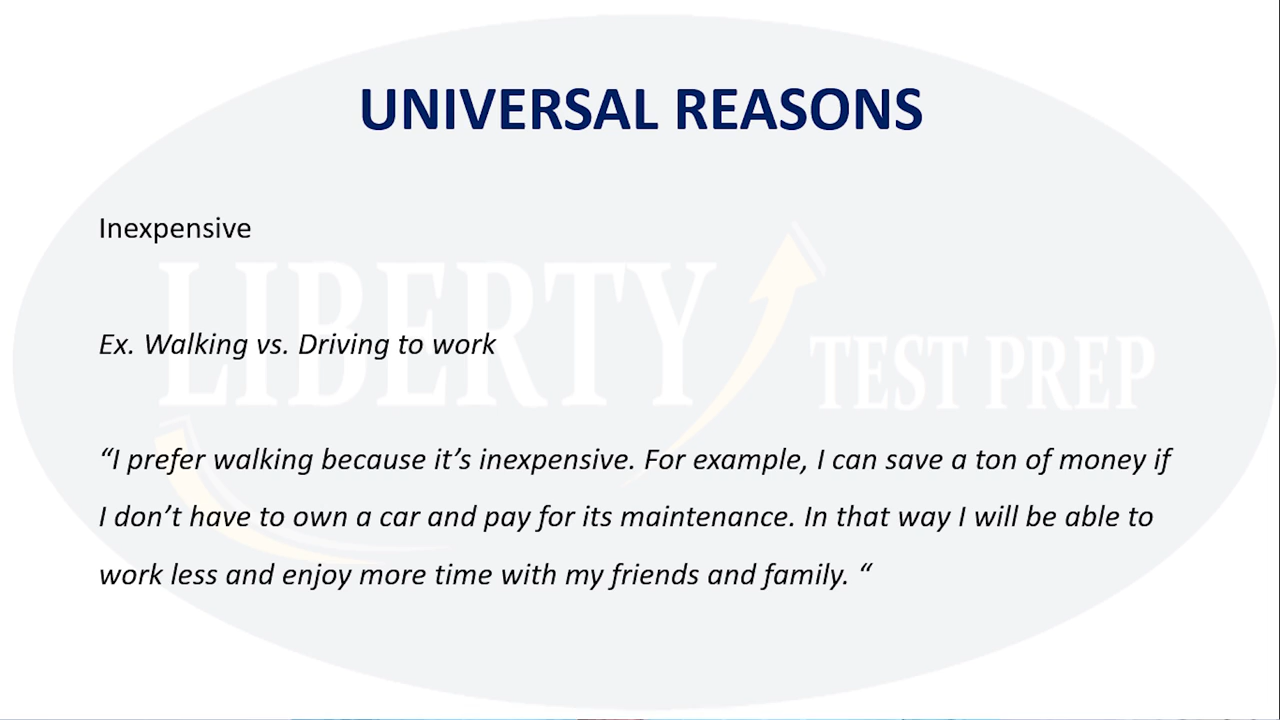 UNIVERSAL REASONS
Inexpensive
LIBERTY TEST PREP
Ex. Walking vs. Driving to work
“I prefer walking because it’s inexpensive. For example, I can save a ton of money if
I don’t have to own a car and pay for its maintenance. In that way I will be able to
work less and enjoy more time with my friends and family. “